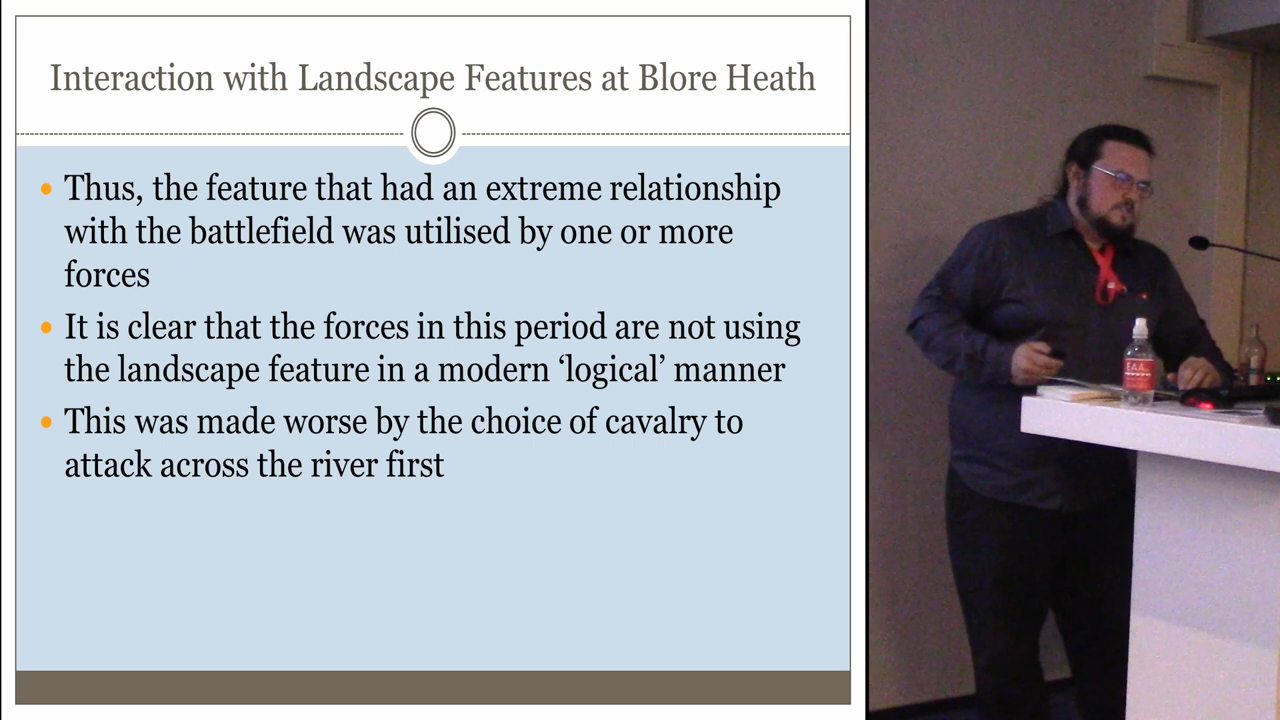 Interaction with Landscape Features at Blore Heath
Thus, the feature that had an extreme relationship
with the battlefield was utilised by one or more
forces
It is clear that the forces in this period are not using
the landscape feature in a modern ‘logical’ manner
This was made worse by the choice of cavalry to
attack across the river first
EAA